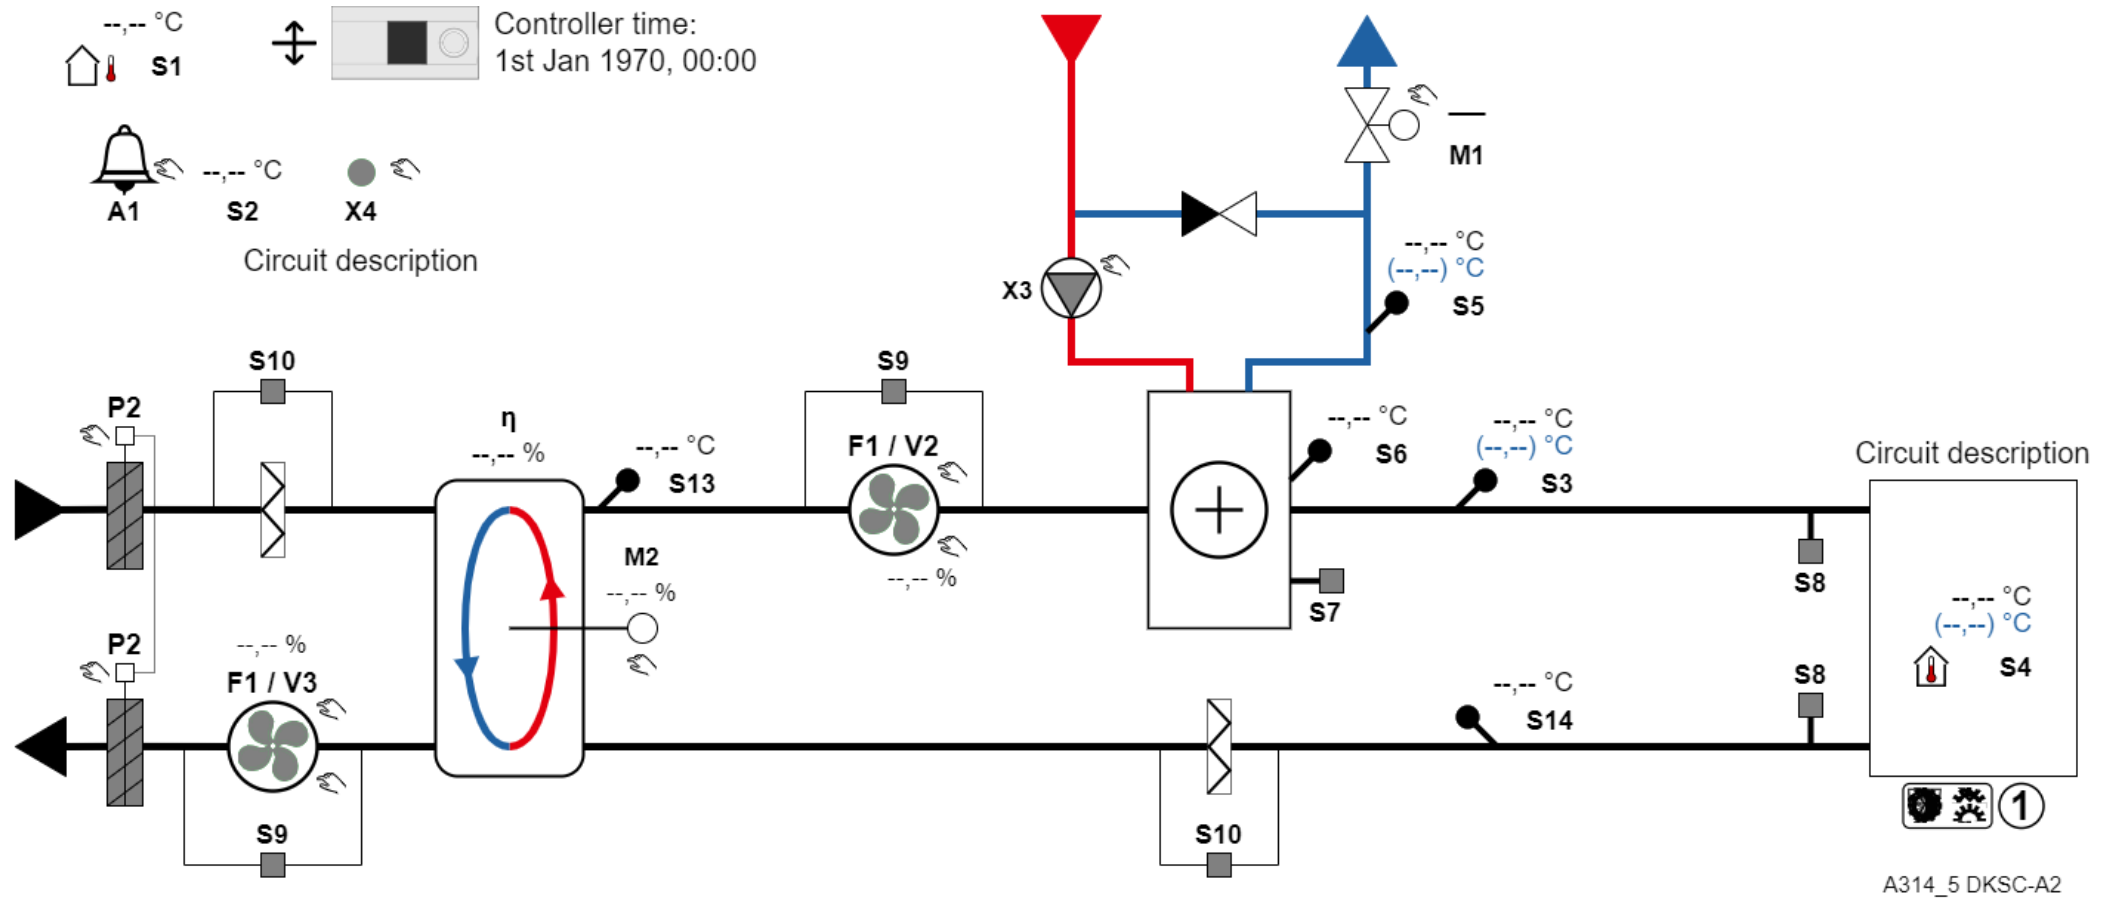 --,-- °C
S1
Controller time:
1st Jan 1970, 00:00
A1
--,-- °C
S2
X4
Circuit description
M1
--,-- °C
(--,--) °C
S5
X3
S10
S9
P2
η
--,-- %
--,-- °C
S13
F1 / V2
--,-- %
--,-- °C
S6
--,-- °C
(--,--) °C
S3
Circuit description
M2
--,-- %
S7
S8
--,-- °C
(--,--) °C
S4
P2
--,-- %
F1 / V3
--,-- °C
S14
S8
S9
S10
1
A314_5 DKSC-A2